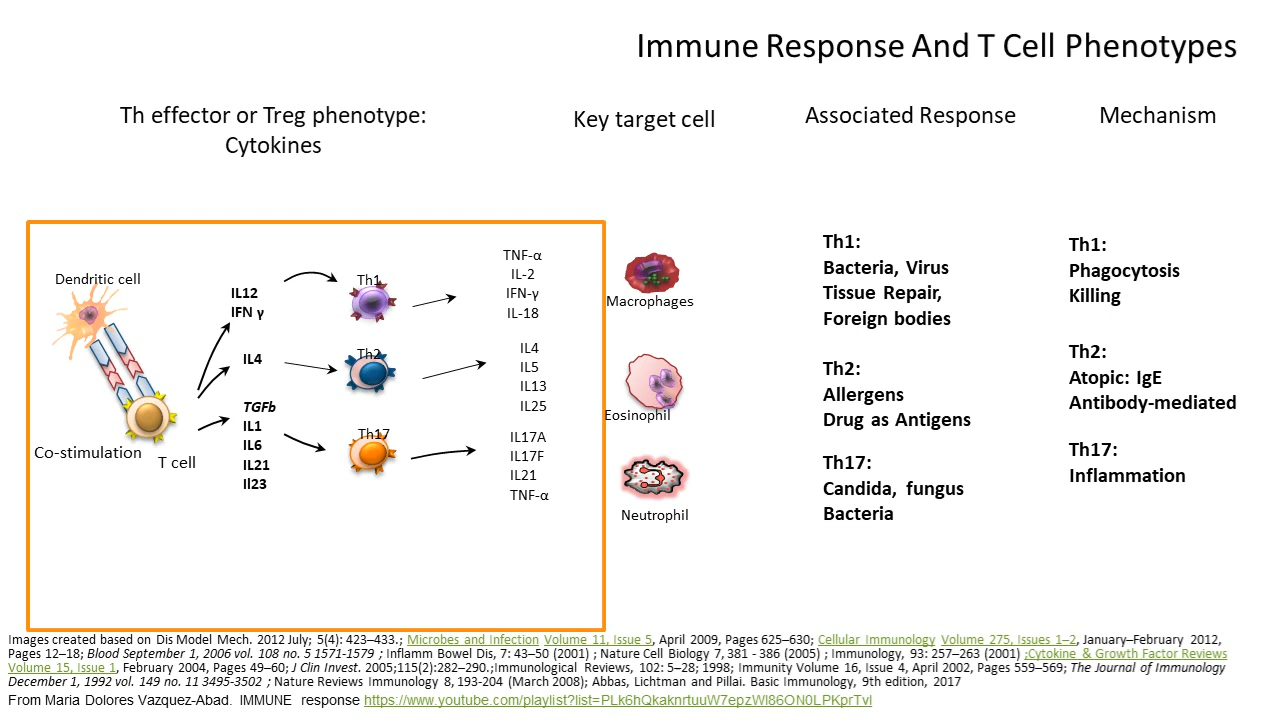 Immune Response And T Cell Phenotypes
Th effector or Treg phenotype:
Cytokines
Key target cell
Associated Response
Mechanism
Dendritic cell
Co-stimulation
T cell
IL12
IFN γ
IL4
TGFb
IL1
IL6
IL21
Il23
Th1
Th2
Th17
TNF-α
IL-2
IFN-γ
IL-18
IL4
IL5
IL13
IL25
IL17A
IL17F
IL21
TNF-α
Macrophages
Eosinophil
Neutrophil
Th1:
Bacteria, Virus
Tissue Repair,
Foreign bodies
Th2:
Allergens
Drug as Antigens
Th17:
Candida, fungus
Bacteria
Th1:
Phagocytosis
Killing
Th2:
Atopic: IgE
Antibody-mediated
Th17:
Inflammation
Images created based on Dis Model Mech. 2012 July; 5(4): 423–433.; Microbes and Infection Volume 11, Issue 5, April 2009, Pages 625–630; Cellular Immunology Volume 275, Issues 1–2, January–February 2012,
Pages 12–18; Blood September 1, 2006 vol. 108 no. 5 1571-1579 ; Inflamm Bowel Dis, 7: 43–50 (2001) ; Nature Cell Biology 7, 381 - 386 (2005) ; Immunology, 93: 257–263 (2001) ;Cytokine & Growth Factor Reviews
Volume 15, Issue 1, February 2004, Pages 49–60; J Clin Invest. 2005;115(2):282–290.;Immunological Reviews, 102: 5–28; 1998; Immunity Volume 16, Issue 4, April 2002, Pages 559–569; The Journal of Immunology
December 1, 1992 vol. 149 no. 11 3495-3502 ; Nature Reviews Immunology 8, 193-204 (March 2008); Abbas, Lichtman and Pillai. Basic Immunology, 9th edition, 2017
From Maria Dolores Vazquez-Abad. IMMUNE response https://www.youtube.com/playlist?list=PLk6hQkaknrtuuW7epzWl86ON0LPKprTvl